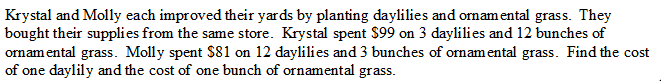 Krystal and Molly each improved their yards by planting daylilies and ornamental grass.  They
bought their supplies from the same store.  Krystal spent $99 on 3 daylilies and 12 bunches of
ornamental grass.  Molly spent $81 on 12 daylilies and 3 bunches of ornamental grass.  Find the cost
of one daylily and the cost of one bunch of ornamental grass.